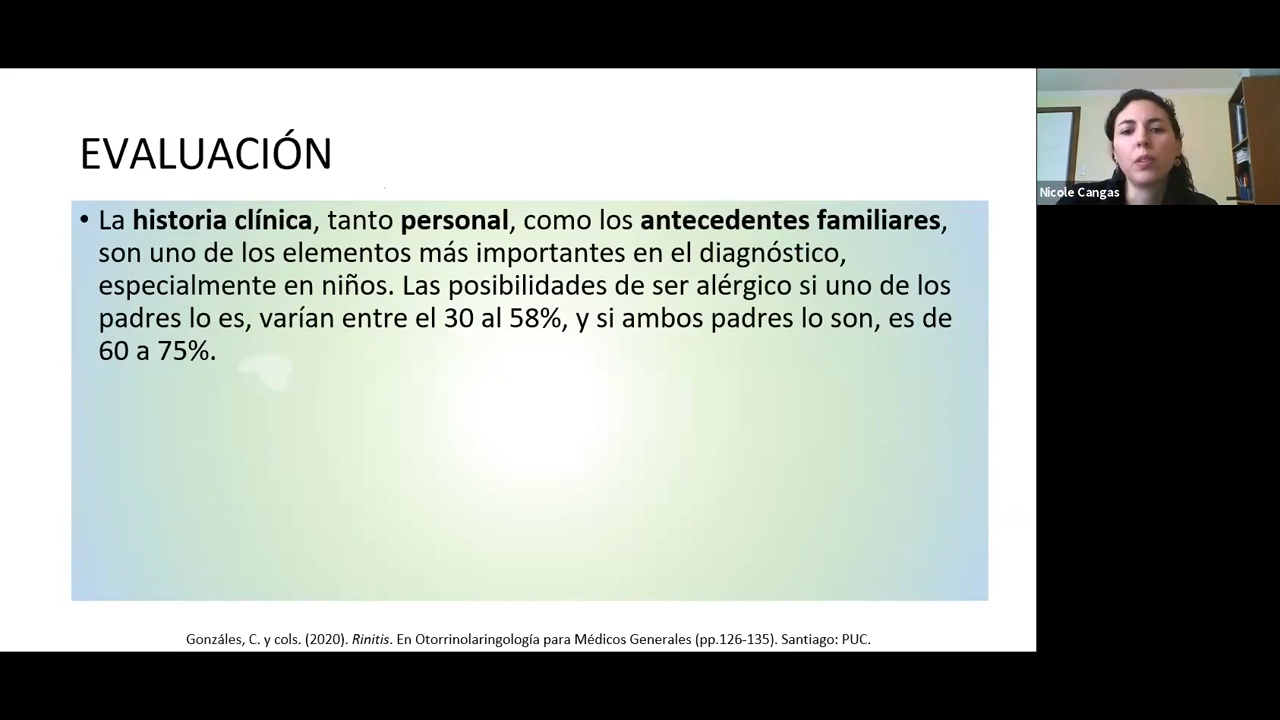 EVALUACIÓN
• La historia clínica, tanto personal, como los antecedentes familiares,
son uno de los elementos más importantes en el diagnóstico,
especialmente en niños. Las posibilidades de ser alérgico si uno de los
padres lo es, varían entre el 30 al 58%, y si ambos padres lo son, es de
60 a 75%.
Gonzáles, C. y cols. (2020). Rinitis. En Otorrinolaringología para Médicos Generales (pp.126-135). Santiago: PUC.
Nicole Cangas